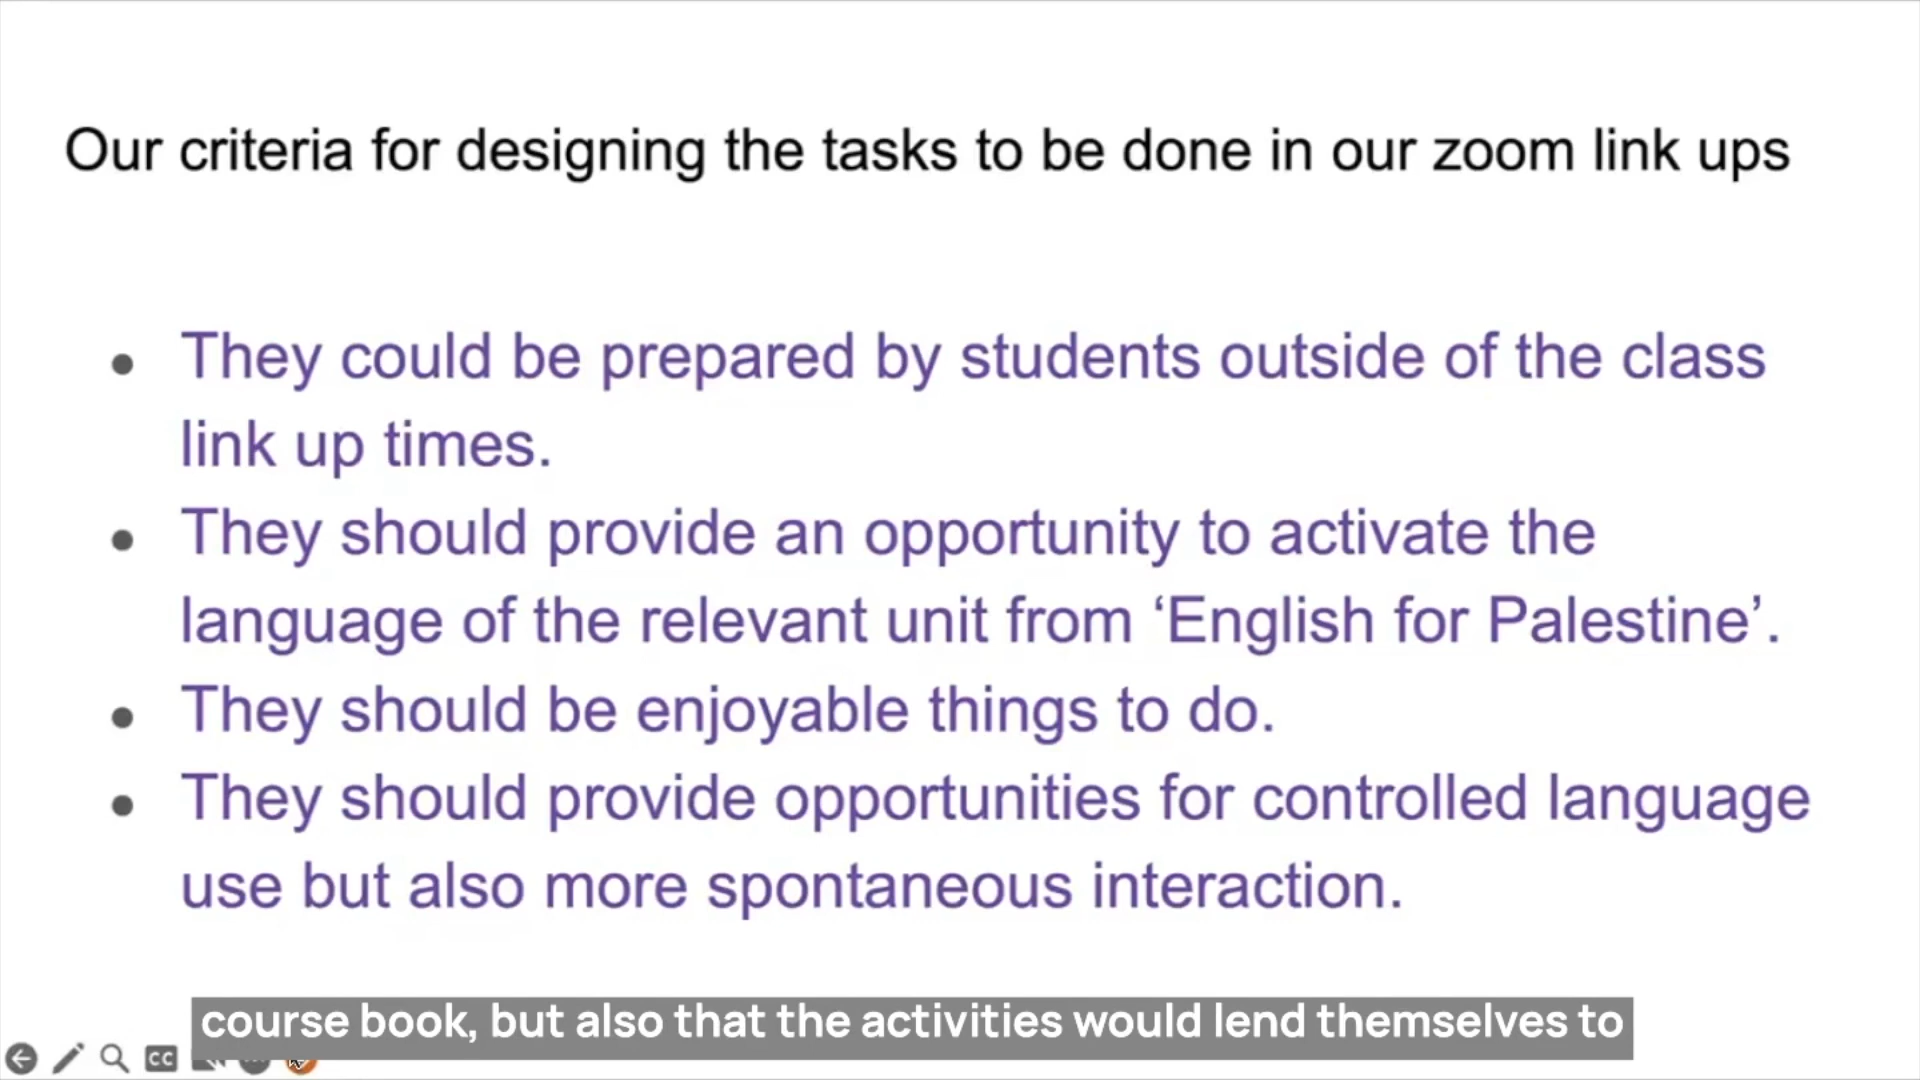 Our criteria for designing the tasks to be done in our zoom link ups
They could be prepared by students outside of the class
link up times.
They should provide an opportunity to activate the
language of the relevant unit from ‘English for Palestine’.
They should be enjoyable things to do.
They should provide opportunities for controlled language
use but also more spontaneous interaction.
course book, but also that the activities would lend themselves to
CC